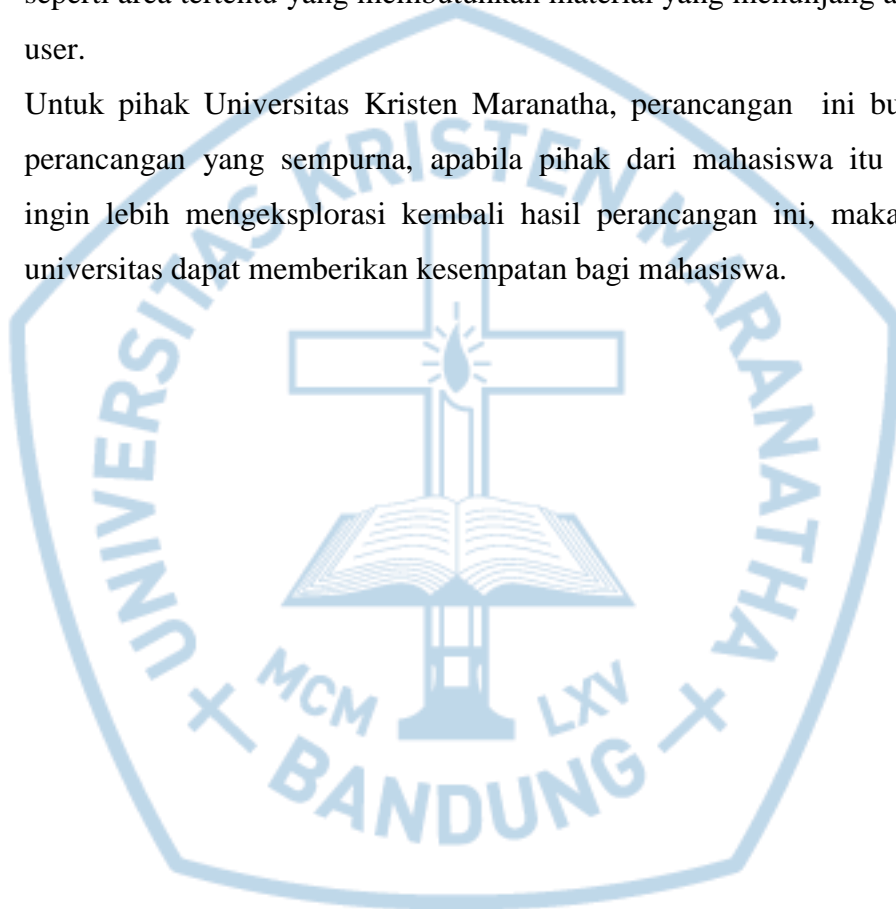 seperti area tertentu yang membutuhkan material yang menunjang
user.
Untuk pihak Universitas Kristen Maranatha, perancangan ini
perancangan yang sempurna, apabila pihak dari mahasiswa itu
ingin lebih mengeksplorasi kembali hasil perancangan ini, maka
universitas dapat memberikan kesempatan bagi mahasiswa.
UNIVERSITAS KRISTEN MARANATHA
MCM LXV
BANDUNG